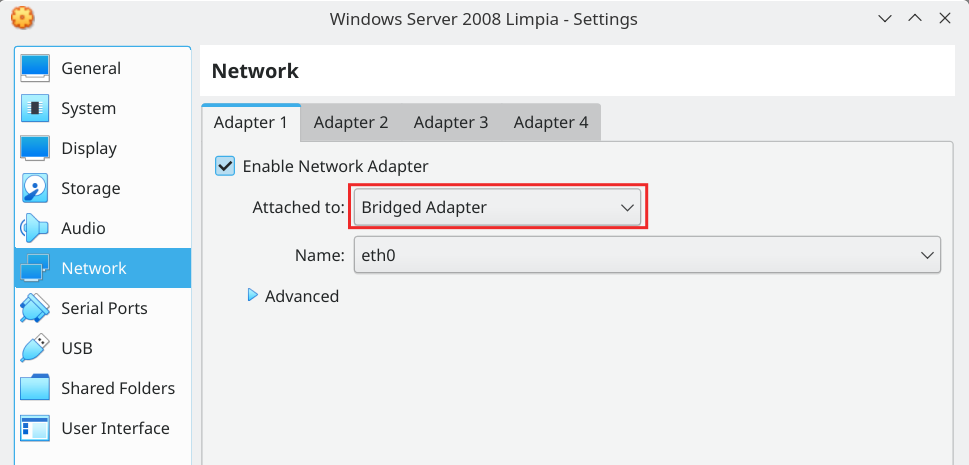 Windows Server 2008 Limpia - Settings
General
System
Display
Storage
Audio
Network
Serial Ports
USB
Shared Folders
User Interface
Network
Adapter 1 Adapter 2 Adapter 3 Adapter 4
Enable Network Adapter
Attached to: Bridged Adapter
Name: eth0
Advanced